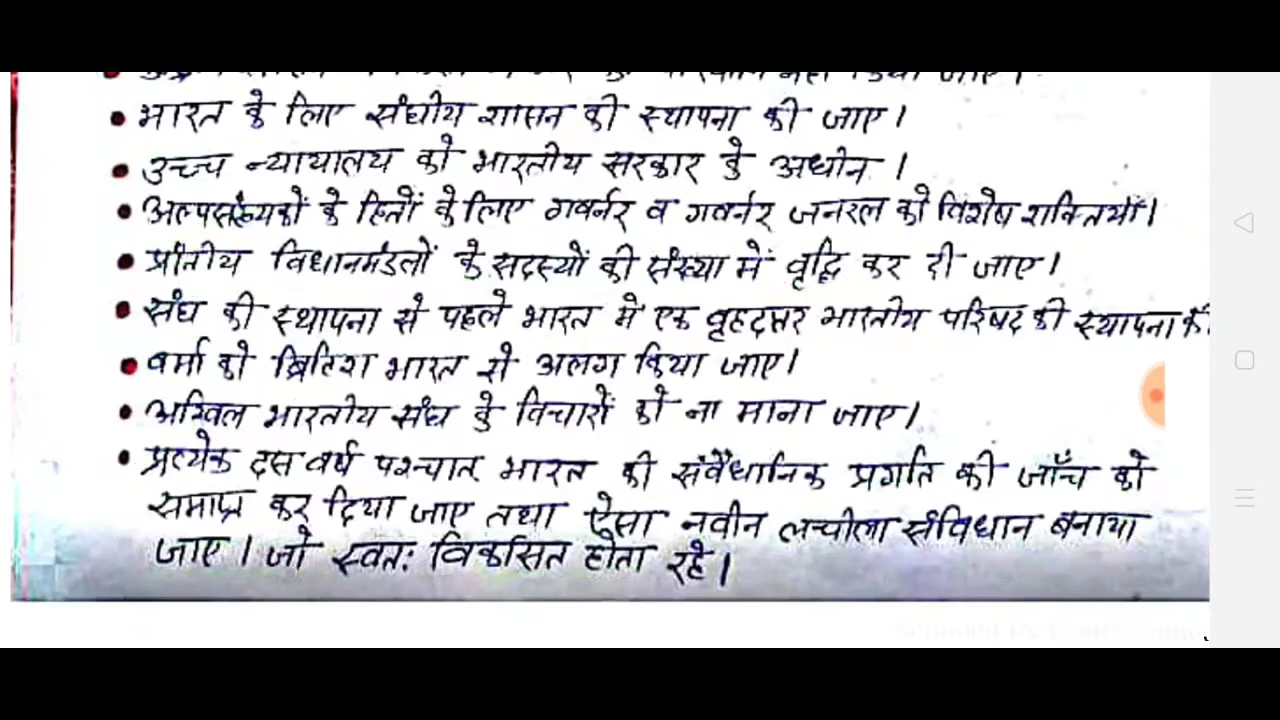 • भारत के लिए संघीय शासन की स्थापना की जाए।
• उच्च न्यायालय को भारतीय सरकार के अधीन ।
• अल्पसंख्यकों के हितों के लिए गवर्नर व गवर्नर जनरल को विशेष शक्तियाँ।
• प्रांतीय विधानमंडलों के सदस्यों की संख्या में वृद्धि कर दी जाए।
• संघ की स्थापना से पहले भारत में एक वृहदत्तर भारतीय परिषद की स्थापना की
• वर्मा को ब्रिटिश भारत से अलग किया जाए।
• अखिल भारतीय संघ के विचारों को ना माना जाए।
• प्रत्येक दस वर्ष पश्चात् भारत की संवैधानिक प्रगति की जाँच को
समाप्त कर दिया जाए तथा ऐसा नवीन लचीला संविधान बनाया
जाए । जो स्वतः विकसित होता रहे।